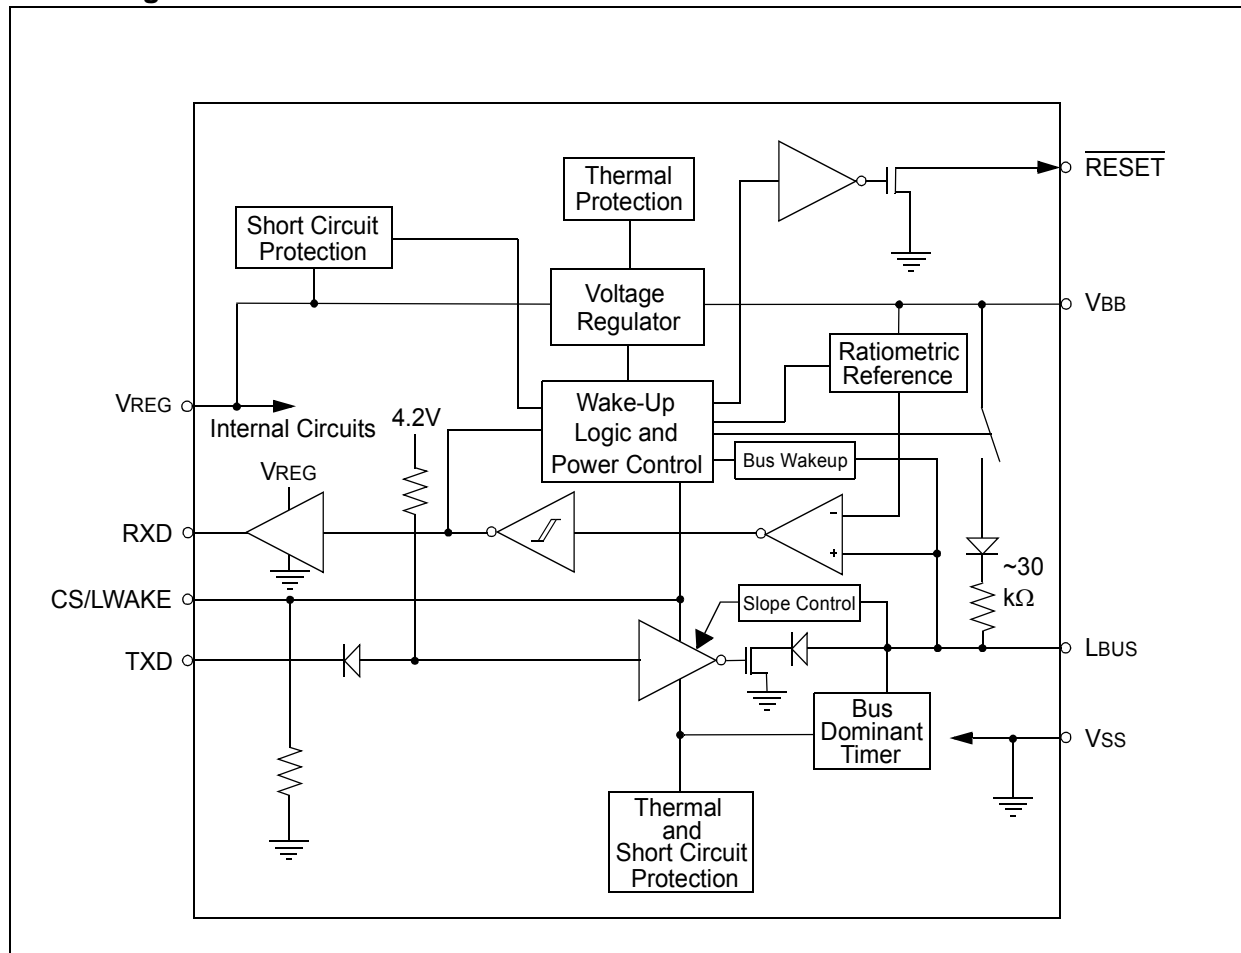 RESET
Thermal
Protection
Short Circuit
Protection
Voltage
Regulator
VBB
Ratiometric
Reference
VREG
Internal Circuits
4.2V
Wake-Up
Logic and
Power Control
Bus Wakeup
VREG
RXD
-
+
~30
kΩ
CS/LWAKE
Slope Control
TXD
LBUS
Bus
Dominant
Timer
VSS
Thermal
and
Short Circuit
Protection